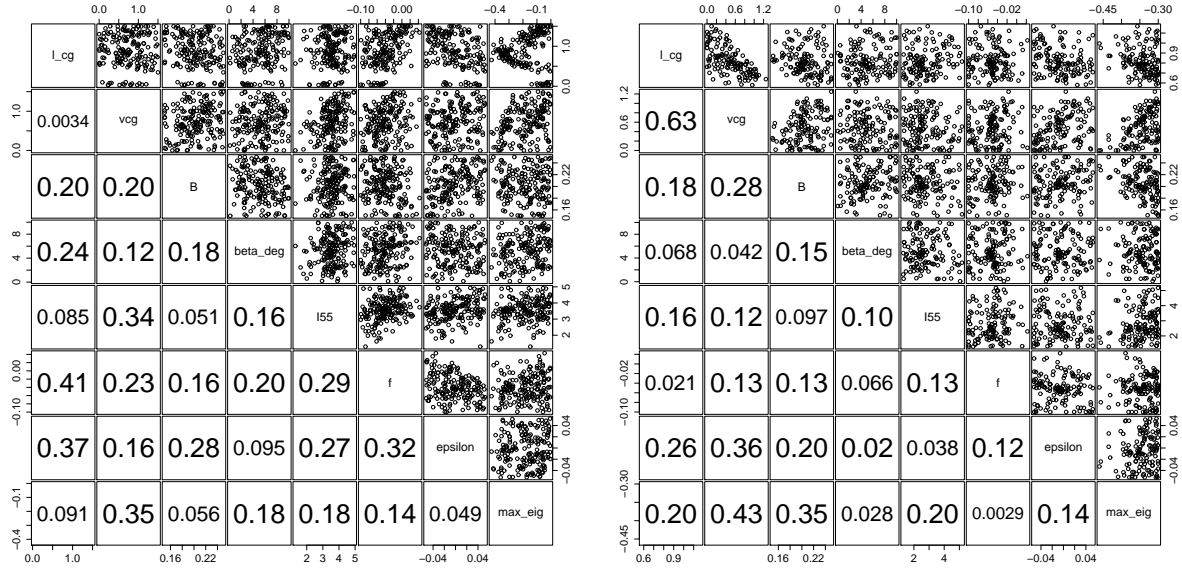 0.0 1.0 0 4 8 −0.10 0.00 −0.4 −0.1
l_cg 0.0 1.0
0.0 1.0 0.0034 vcg
0.20 0.20 B 0.16 0.22
0 4 8 0.24 0.12 0.18 beta_deg
0.085 0.34 0.051 0.16 I55 2 3 4 5
−0.10 0.00 0.41 0.23 0.16 0.20 0.29 f
0.37 0.16 0.28 0.095 0.27 0.32 epsilon −0.04 0.04
−0.4 −0.1 0.091 0.35 0.056 0.18 0.18 0.14 0.049 max_eig
0.0 1.0 0.16 0.22 2 3 4 5 −0.04 0.04
0.0 0.6 1.2 0 4 8 −0.10 −0.02 −0.45 −0.30
l_cg 0.6 0.9
0.0 0.6 1.2 0.63 vcg
0.18 0.28 B 0.16 0.22
0 4 8 0.068 0.042 0.15 beta_deg
0.16 0.12 0.097 0.10 I55 2 4
−0.10 −0.02 0.021 0.13 0.13 0.066 0.13 f
0.26 0.36 0.20 0.02 0.038 0.12 epsilon −0.04 0.04
−0.45 −0.30 0.20 0.43 0.35 0.028 0.20 0.0029 0.14 max_eig
0.6 0.9 0.16 0.22 2 4 −0.04 0.04